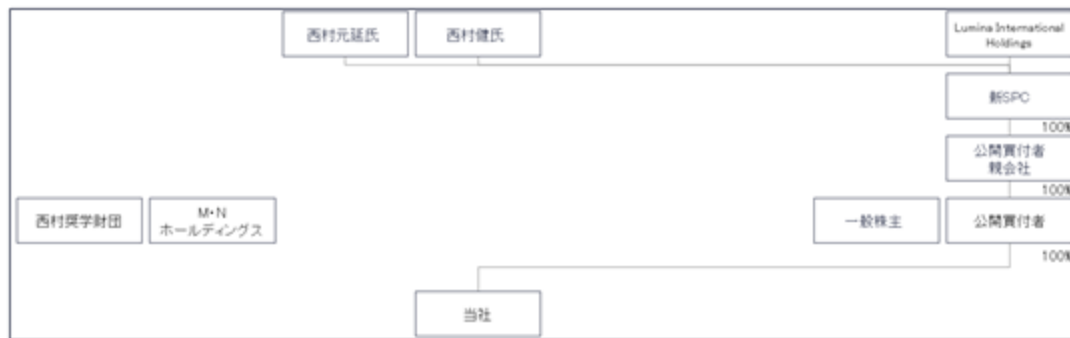 西村元延氏
西村健氏
Lumina International
Holdings
新SPC
100%
公開買付者
親会社
100%
西村奨学財団
M・N
ホールディングス
一般株主
公開買付者
100%
当社